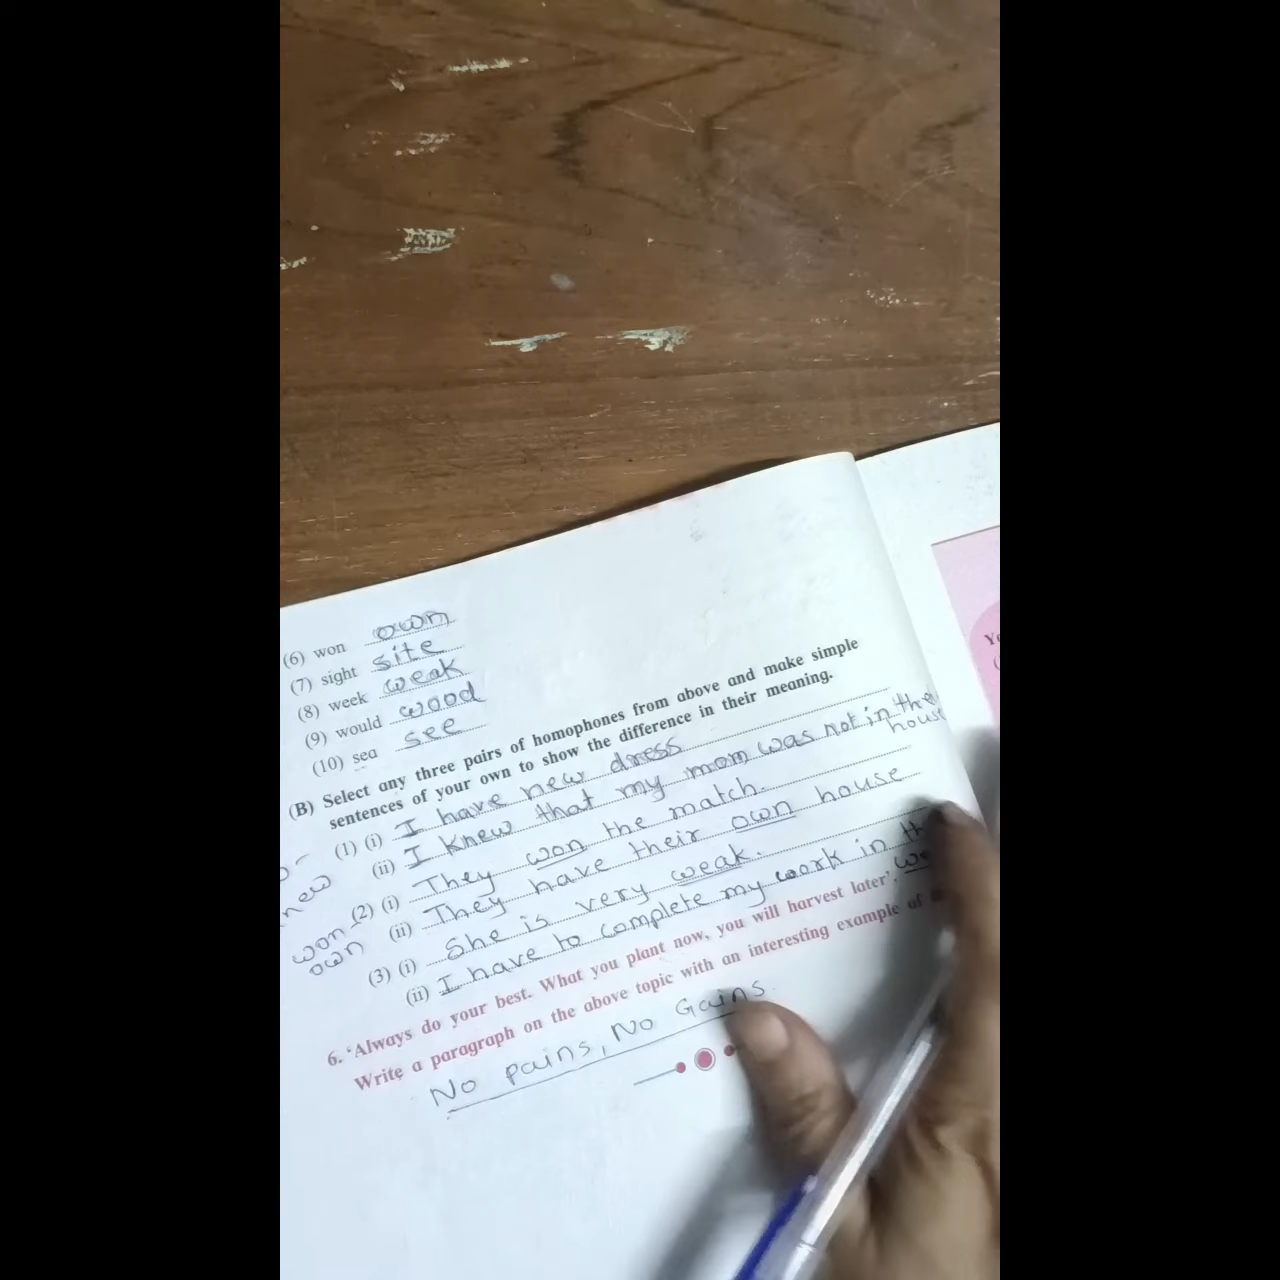 (6) won own
(7) sight site
(8) week weak
(9) would wood
(10) sea see
(B) Select any three pairs of homophones from above and make simple
sentences of your own to show the difference in their meaning.
(1) (i) I have new dress
(ii) I knew that my mom was not in the
house
new
(2) (i) They won the match.
won-
own
(ii) They have their own house
(3) (i) She is very weak.
(ii) I have to complete my work in
6. 'Always do your best. What you plant now, you will harvest later'.
Write a paragraph on the above topic with an interesting example of
No pains, No Gains.